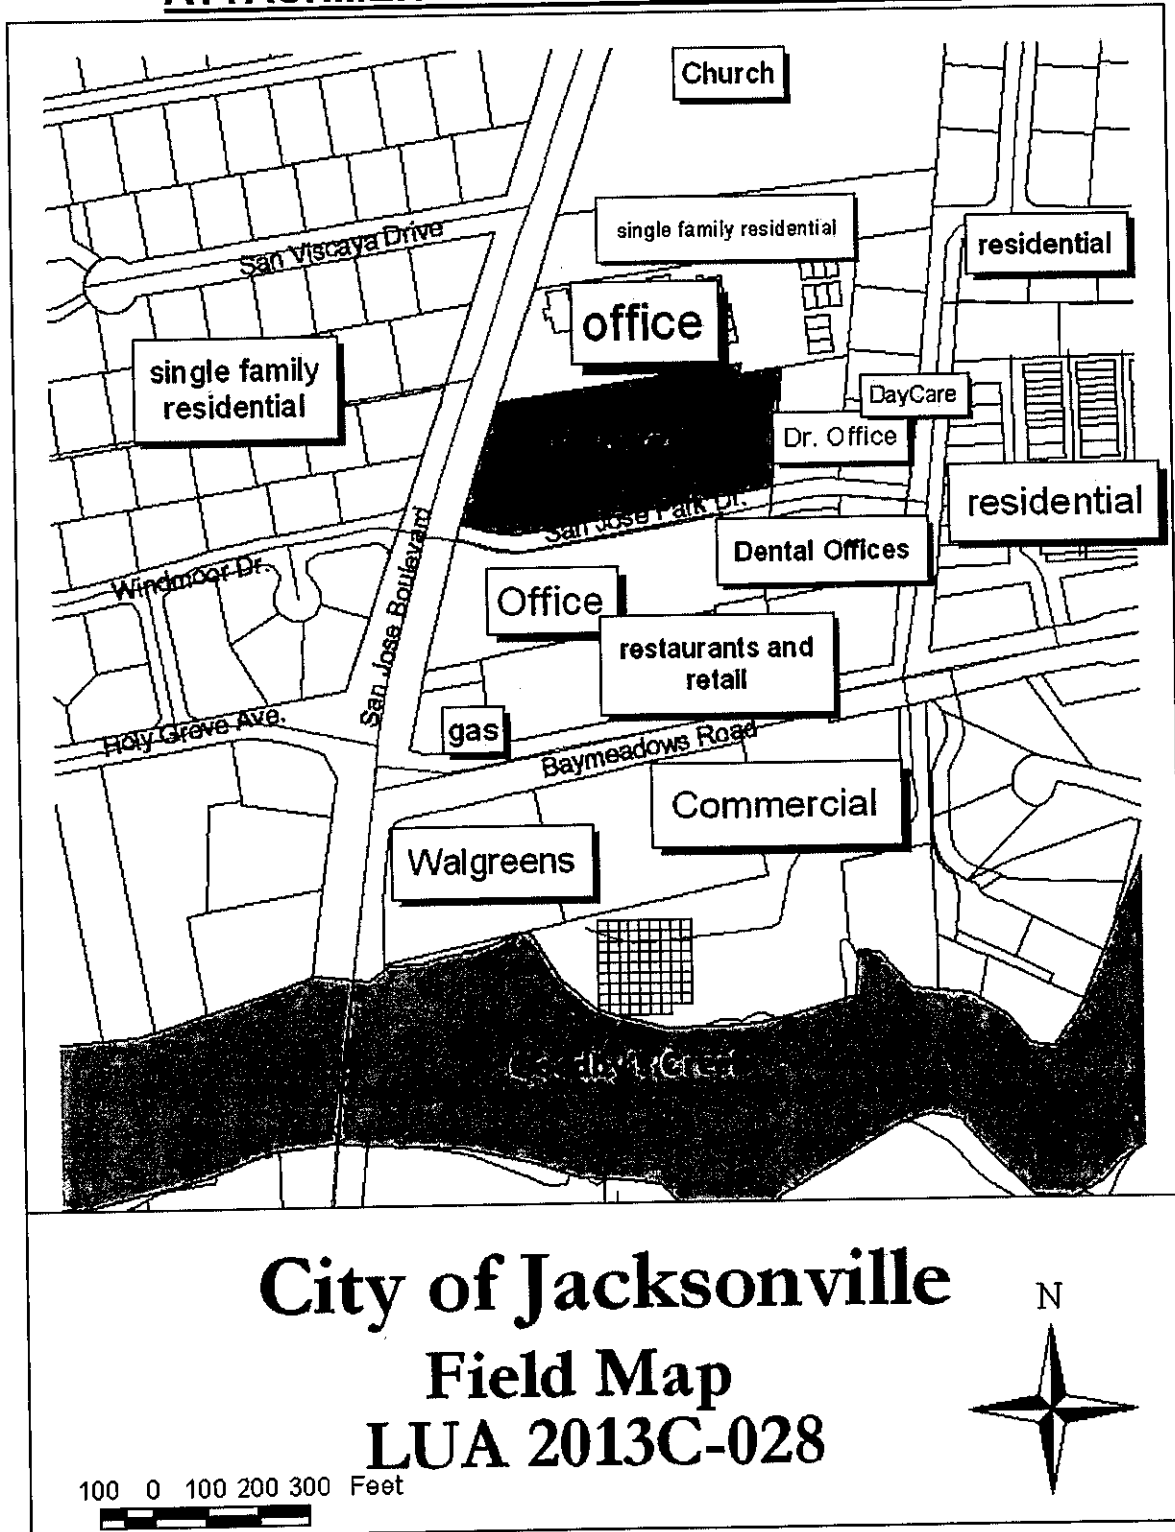 Church
single family residential
residential
San Viscaya Drive
office
single family
residential
DayCare
Dr. Office
residential
San Jose Park Dr.
Dental Offices
Windmoor Dr.
Office
San Jose Boulevard
restaurants and
retail
gas
Holy Grove Ave.
Baymeadows Road
Commercial
Walgreens
City of Jacksonville
N
Field Map
LUA 2013C-028
100 0 100 200 300 Feet